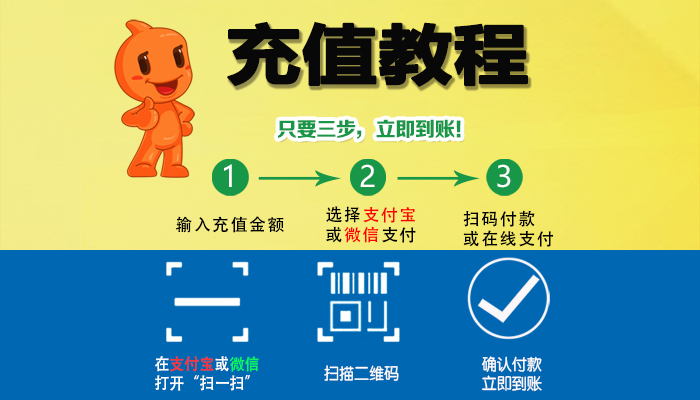 充值教程
只要三步，立即到账!
1
2
3
输入充值金额
选择支付宝
或微信支付
扫码付款
或在线支付
在支付宝或微信
打开“扫一扫”
扫描二维码
确认付款
立即到账